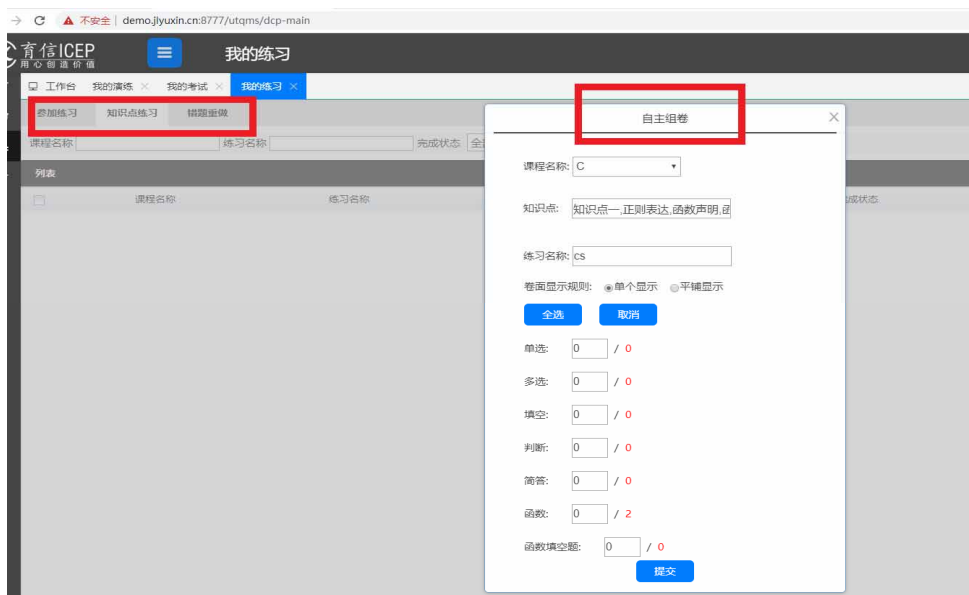 不安全 | demo.jlyuxin.cn:8777/utqms/dcp-main
育信ICEP
用心创造价值
我的练习
工作台 我的演练 我的考试 我的练习
参加练习 知识点练习 错题重做
课程名称 练习名称 完成状态
列表
课程名称 练习名称 成状态
自主组卷
课程名称: C
知识点: 知识点一,正则表达,函数声明,函
练习名称: cs
卷面显示规则: 单个显示 平铺显示
全选 取消
单选: 0 / 0
多选: 0 / 0
填空: 0 / 0
判断: 0 / 0
简答: 0 / 0
函数: 0 / 2
函数填空题: 0 / 0
提交